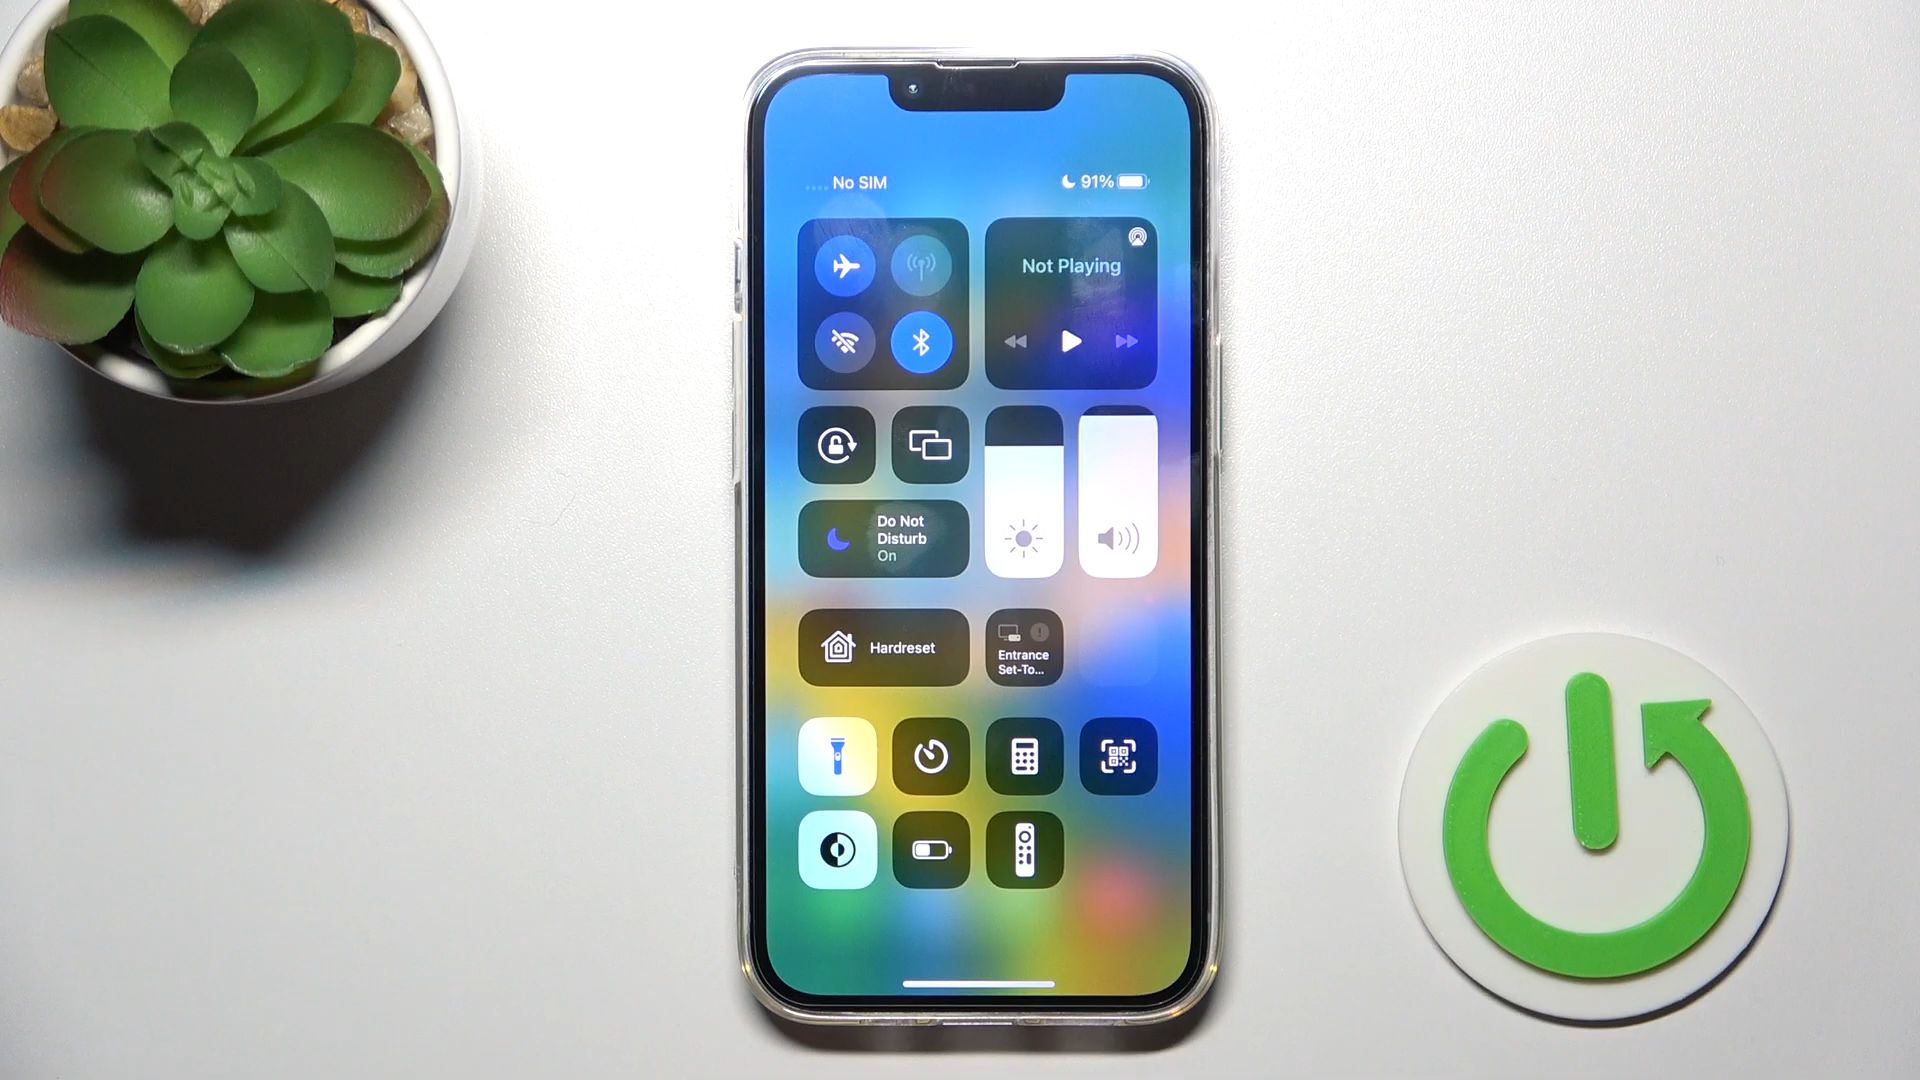 No SIM
91%
Not Playing
Do Not
Disturb
On
Hardreset
Entrance
Set-To...